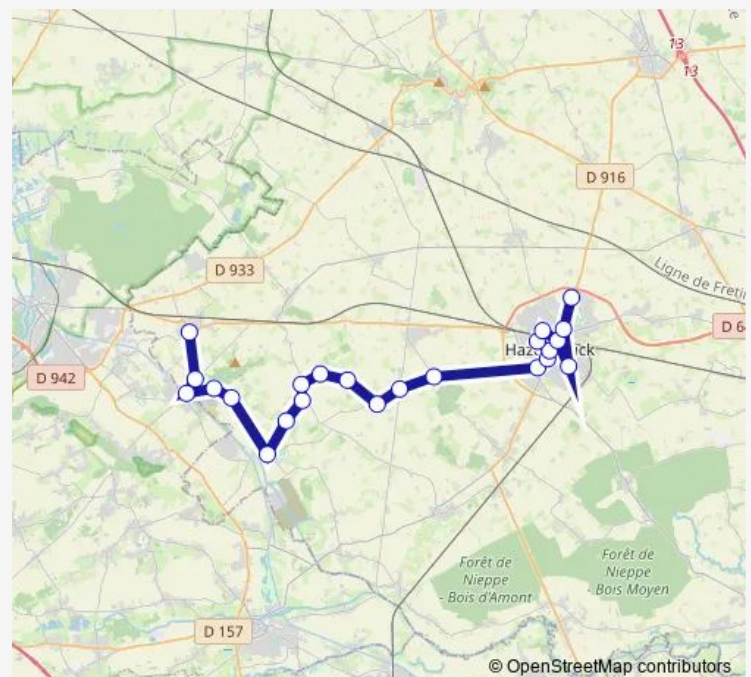 13
13
D 916
D 933
Ligne de Fretin
D 942
Haz
ck
D 6
Forêt de
Nieppe
- Bois d'Amont
Forêt de
Nieppe
- Bois Moyen
D 157
© OpenStreetMap contributors